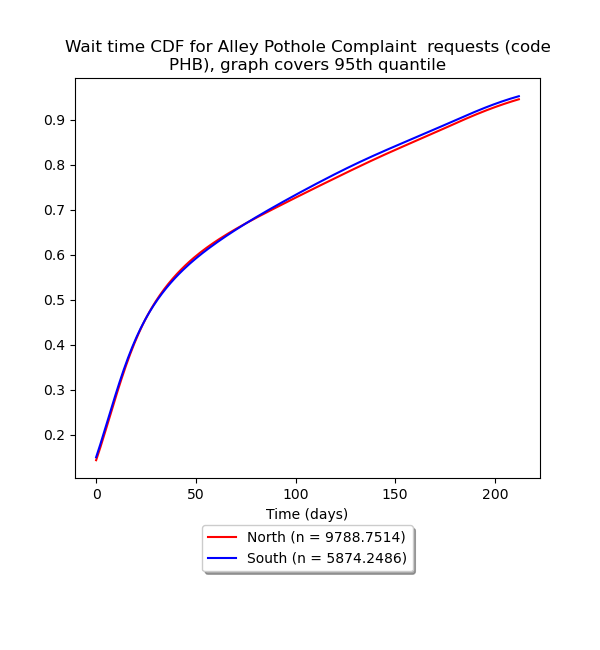 Wait time CDF for Alley Pothole Complaint  requests (code
PHB), graph covers 95th quantile
0.9
0.8
0.7
0.6
0.5
0.4
0.3
0.2
0 50 100 150 200
Time (days)
North (n = 9788.7514)
South (n = 5874.2486)